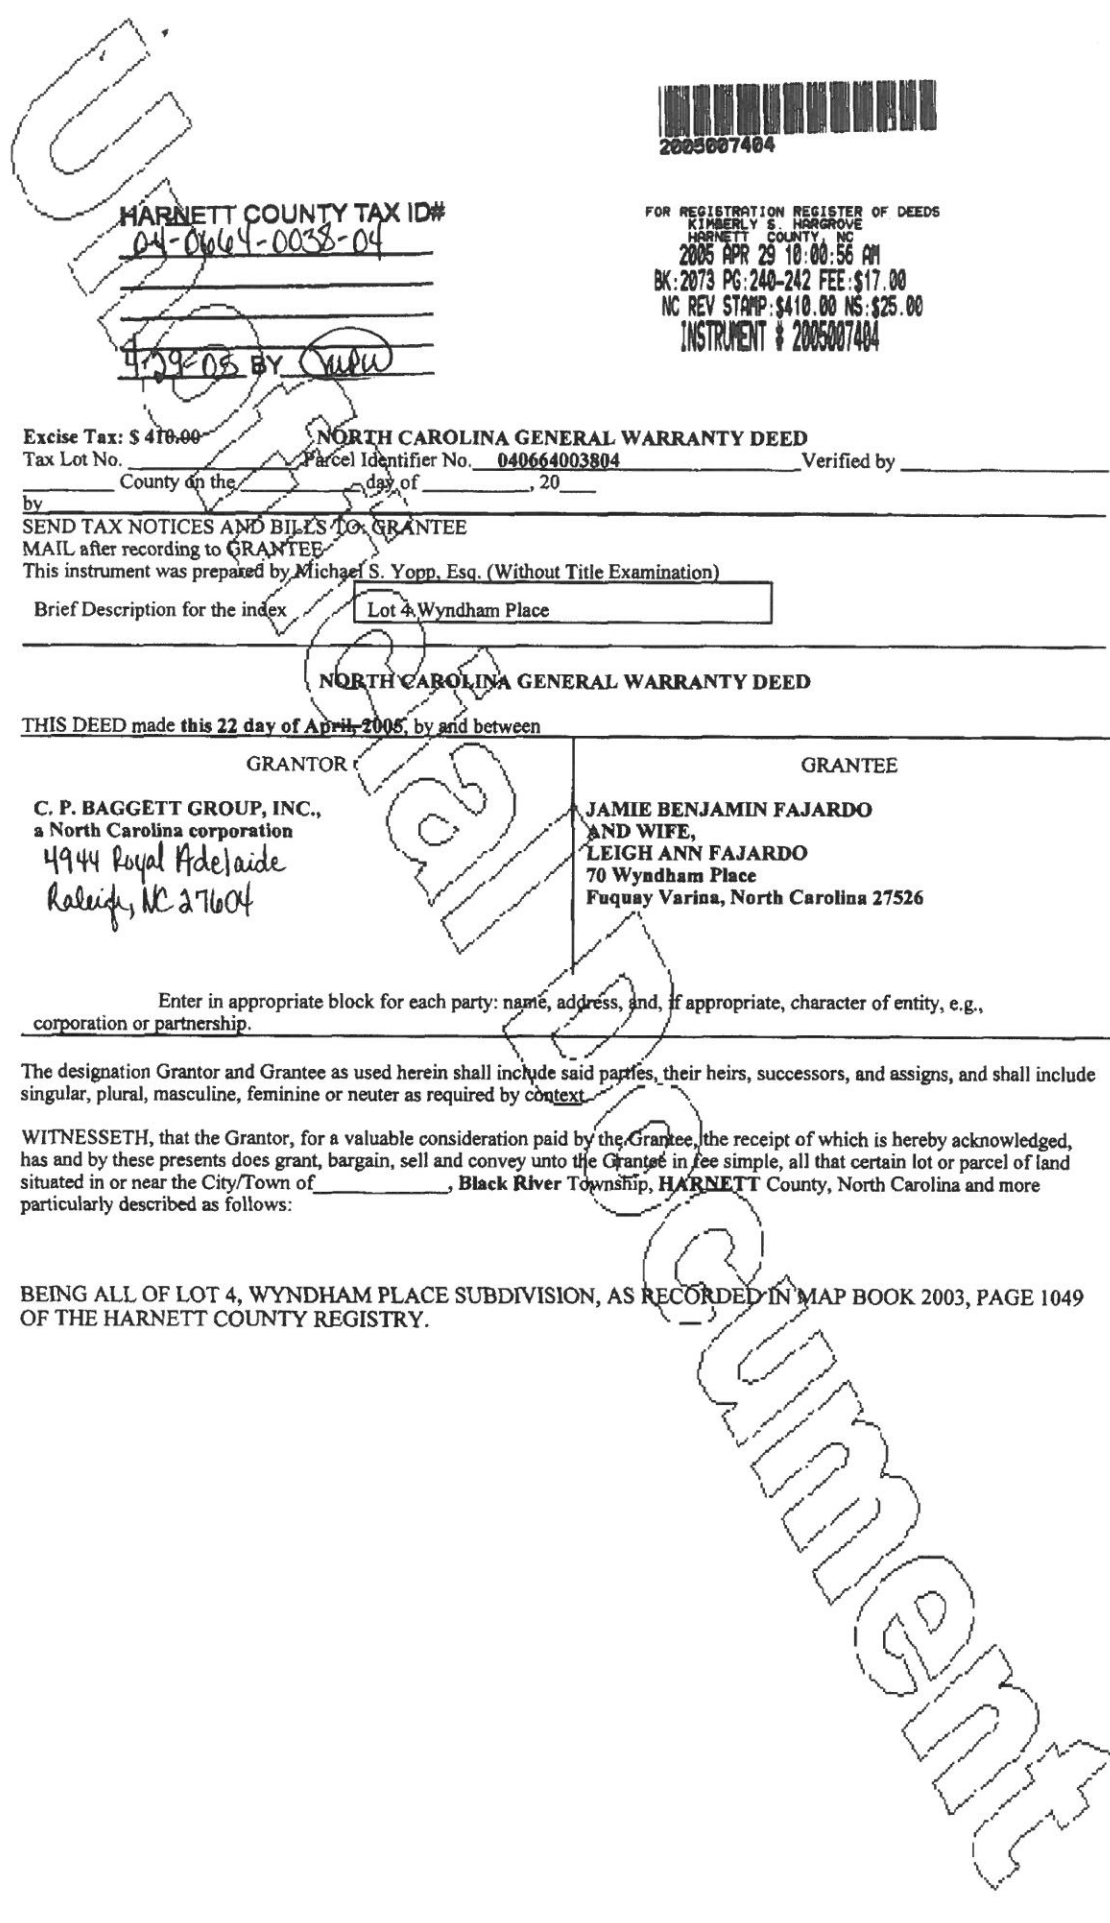 2005007404
HARNETT COUNTY TAX ID#
04-0664-0038-04
4-29-05 BY
FOR REGISTRATION REGISTER OF DEEDS
KIMBERLY S. HARGROVE
HARNETT COUNTY, NC
2005 APR 29 10:00:56 AM
BK:2073 PG:240-242 FEE:$17.00
NC REV STAMP:$410.00 NS:$25.00
INSTRUMENT # 2005007404
Excise Tax: $ 410.00 NORTH CAROLINA GENERAL WARRANTY DEED
Tax Lot No. Parcel Identifier No. 040664003804 Verified by
County on the day of , 20
by
SEND TAX NOTICES AND BILLS TO: GRANTEE
MAIL after recording to GRANTEE
This instrument was prepared by Michael S. Yopp, Esq. (Without Title Examination)
Brief Description for the index Lot 4 Wyndham Place
NORTH CAROLINA GENERAL WARRANTY DEED
THIS DEED made this 22 day of April, 2005, by and between
GRANTOR
C. P. BAGGETT GROUP, INC.,
a North Carolina corporation
4944 Royal Adelaide
Raleigh, NC 27604
GRANTEE
JAMIE BENJAMIN FAJARDO
AND WIFE,
LEIGH ANN FAJARDO
70 Wyndham Place
Fuquay Varina, North Carolina 27526
Enter in appropriate block for each party: name, address, and, if appropriate, character of entity, e.g.,
corporation or partnership.
The designation Grantor and Grantee as used herein shall include said parties, their heirs, successors, and assigns, and shall include
singular, plural, masculine, feminine or neuter as required by context.
WITNESSETH, that the Grantor, for a valuable consideration paid by the Grantee, the receipt of which is hereby acknowledged,
has and by these presents does grant, bargain, sell and convey unto the Grantee in fee simple, all that certain lot or parcel of land
situated in or near the City/Town of , Black River Township, HARNETT County, North Carolina and more
particularly described as follows:
BEING ALL OF LOT 4, WYNDHAM PLACE SUBDIVISION, AS RECORDED IN MAP BOOK 2003, PAGE 1049
OF THE HARNETT COUNTY REGISTRY.
Unofficial Document